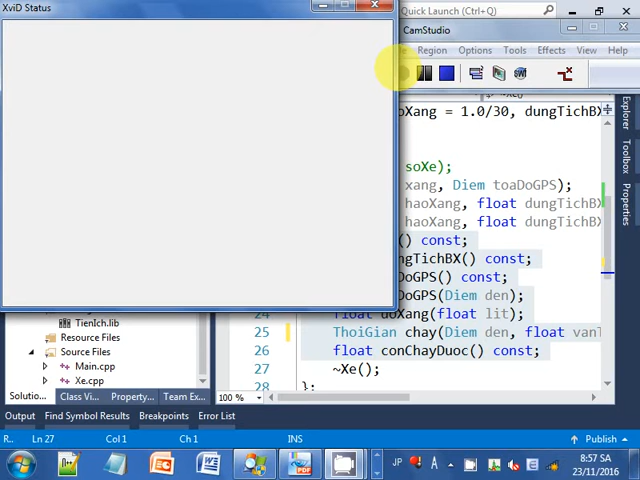 XviD Status
Quick Launch (Ctrl+Q)
CamStudio
Region Options Tools Effects View Help
oXang = 1.0/30, dungTichBX
Explorer
Properties
soXe);
xang, Diem toaDoGPS);
haoXang, float dungTichBX
haoXang, float dungTichBX
() const;
ngTichBX() const;
DoGPS() const;
DoGPS(Diem den);
24 float doXang(float lit);
25 ThoiGian chay(Diem den, float vanT
26 float conChayDuoc() const;
27 ~Xe();
28 };
TienIch.lib
Resource Files
Source Files
Main.cpp
Xe.cpp
100 %
Solutio... Class Vi... Property... Team Ex...
Output Find Symbol Results Breakpoints Error List
R.. Ln 27 Col 1 Ch 1 INS Publish
JP A 8:57 SA
23/11/2016